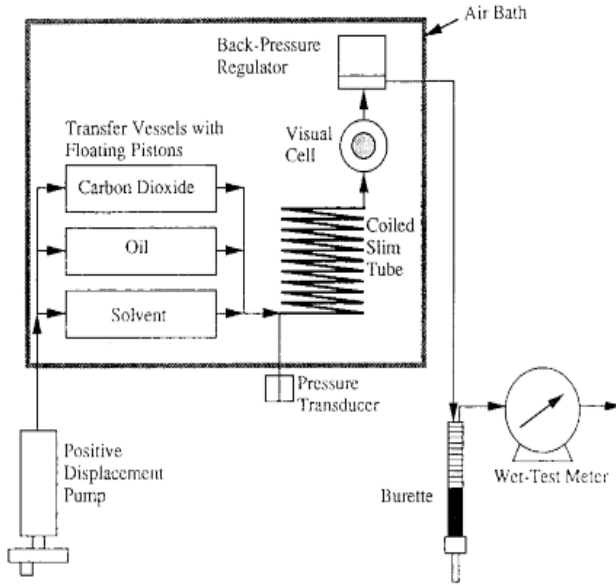 Air Bath
Back-Pressure
Regulator
Transfer Vessels with
Floating Pistons
Visual
Cell
Carbon Dioxide
Coiled
Slim
Tube
Oil
Solvent
Pressure
Transducer
Positive
Displacement
Pump
Burette
Wet-Test Meter